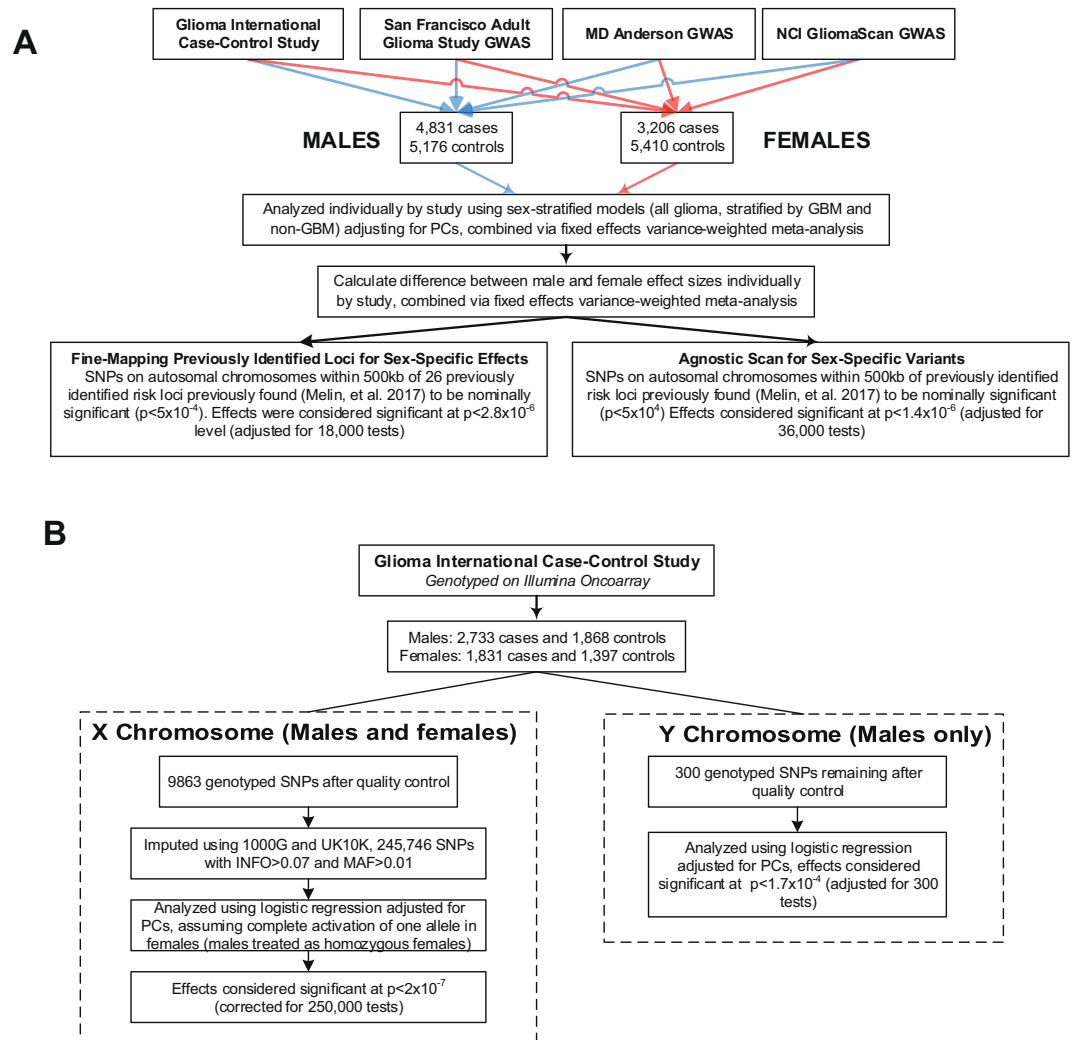 A
Glioma International
Case-Control Study
San Francisco Adult
Glioma Study GWAS
MD Anderson GWAS
NCI GliomaScan GWAS
MALES
4,831 cases
5,176 controls
3,206 cases
5,410 controls
FEMALES
Analyzed individually by study using sex-stratified models (all glioma, stratified by GBM and
non-GBM) adjusting for PCs, combined via fixed effects variance-weighted meta-analysis
Calculate difference between male and female effect sizes individually
by study, combined via fixed effects variance-weighted meta-analysis
Fine-Mapping Previously Identified Loci for Sex-Specific Effects
SNPs on autosomal chromosomes within 500kb of 26 previously
identified risk loci previously found (Melin, et al. 2017) to be nominally
significant (p<5x10⁻⁴). Effects were considered significant at p<2.8x10⁻⁶
level (adjusted for 18,000 tests)
Agnostic Scan for Sex-Specific Variants
SNPs on autosomal chromosomes within 500kb of previously identified
risk loci previously found (Melin, et al. 2017) to be nominally significant
(p<5x10⁴) Effects considered significant at p<1.4x10⁻⁶ (adjusted for
36,000 tests)
B
Glioma International Case-Control Study
Genotyped on Illumina Oncoarray
Males: 2,733 cases and 1,868 controls
Females: 1,831 cases and 1,397 controls
X Chromosome (Males and females)
9863 genotyped SNPs after quality control
Imputed using 1000G and UK10K, 245,746 SNPs
with INFO>0.07 and MAF>0.01
Analyzed using logistic regression adjusted for
PCs, assuming complete activation of one allele in
females (males treated as homozygous females)
Effects considered significant at p<2x10⁻⁷
(corrected for 250,000 tests)
Y Chromosome (Males only)
300 genotyped SNPs remaining after
quality control
Analyzed using logistic regression
adjusted for PCs, effects considered
significant at p<1.7x10⁻⁴ (adjusted for 300
tests)